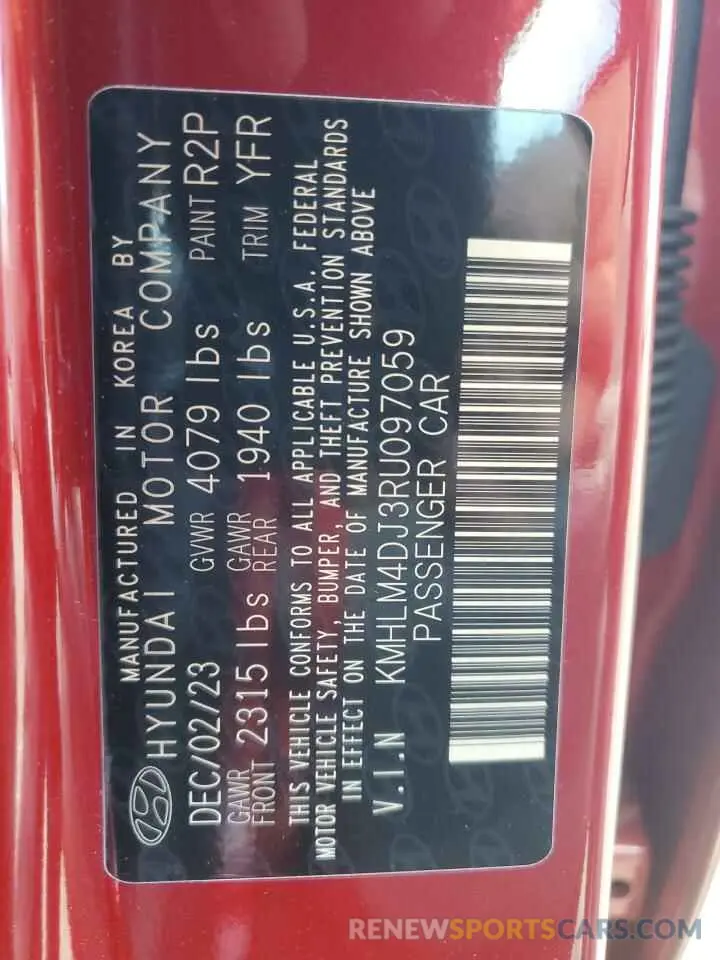 MANUFACTURED IN KOREA BY
HYUNDAI MOTOR COMPANY
DEC/02/23 GVWR 4079 lbs PAINT R2P
GAWR FRONT 2315 lbs GAWR REAR 1940 lbs TRIM YFR
THIS VEHICLE CONFORMS TO ALL APPLICABLE U.S.A. FEDERAL
MOTOR VEHICLE SAFETY, BUMPER, AND THEFT PREVENTION STANDARDS
IN EFFECT ON THE DATE OF MANUFACTURE SHOWN ABOVE
V.I.N KMHLM4DJ3RU097059
PASSENGER CAR
RENEWSPORTSCARS.COM